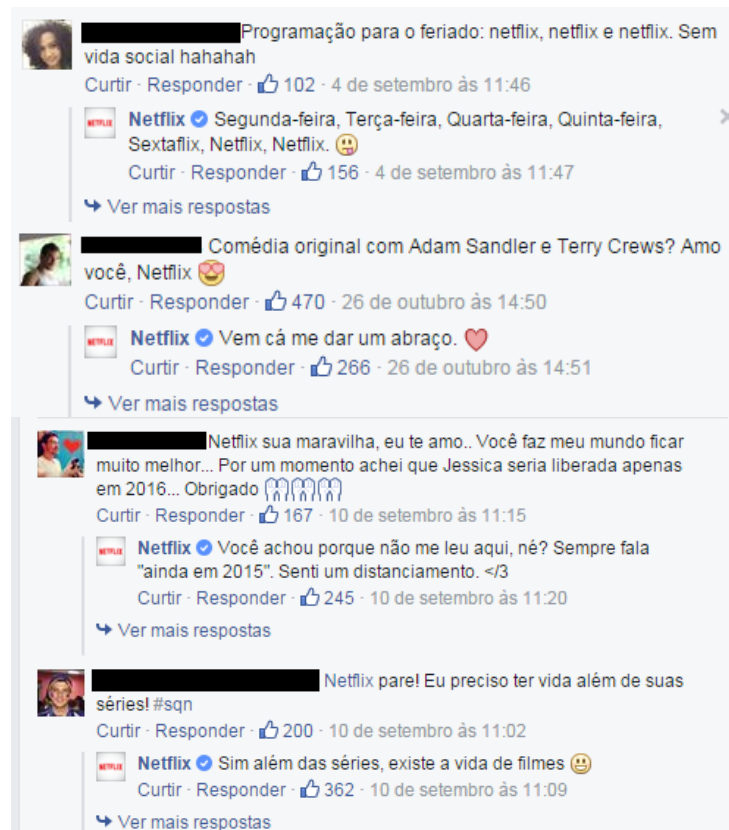 Programação para o feriado: netflix, netflix e netflix. Sem
vida social hahahah
Curtir · Responder · 102 · 4 de setembro às 11:46
NETFLIX Netflix Segunda-feira, Terça-feira, Quarta-feira, Quinta-feira,
Sextaflix, Netflix, Netflix.
Curtir · Responder · 156 · 4 de setembro às 11:47
Ver mais respostas
Comédia original com Adam Sandler e Terry Crews? Amo
você, Netflix
Curtir · Responder · 470 · 26 de outubro às 14:50
NETFLIX Netflix Vem cá me dar um abraço.
Curtir · Responder · 266 · 26 de outubro às 14:51
Ver mais respostas
Netflix sua maravilha, eu te amo.. Você faz meu mundo ficar
muito melhor... Por um momento achei que Jessica seria liberada apenas
em 2016... Obrigado
Curtir · Responder · 167 · 10 de setembro às 11:15
NETFLIX Netflix Você achou porque não me leu aqui, né? Sempre fala
"ainda em 2015". Senti um distanciamento. </3
Curtir · Responder · 245 · 10 de setembro às 11:20
Ver mais respostas
Netflix pare! Eu preciso ter vida além de suas
séries! #sqn
Curtir · Responder · 200 · 10 de setembro às 11:02
NETFLIX Netflix Sim além das séries, existe a vida de filmes
Curtir · Responder · 362 · 10 de setembro às 11:09
Ver mais respostas